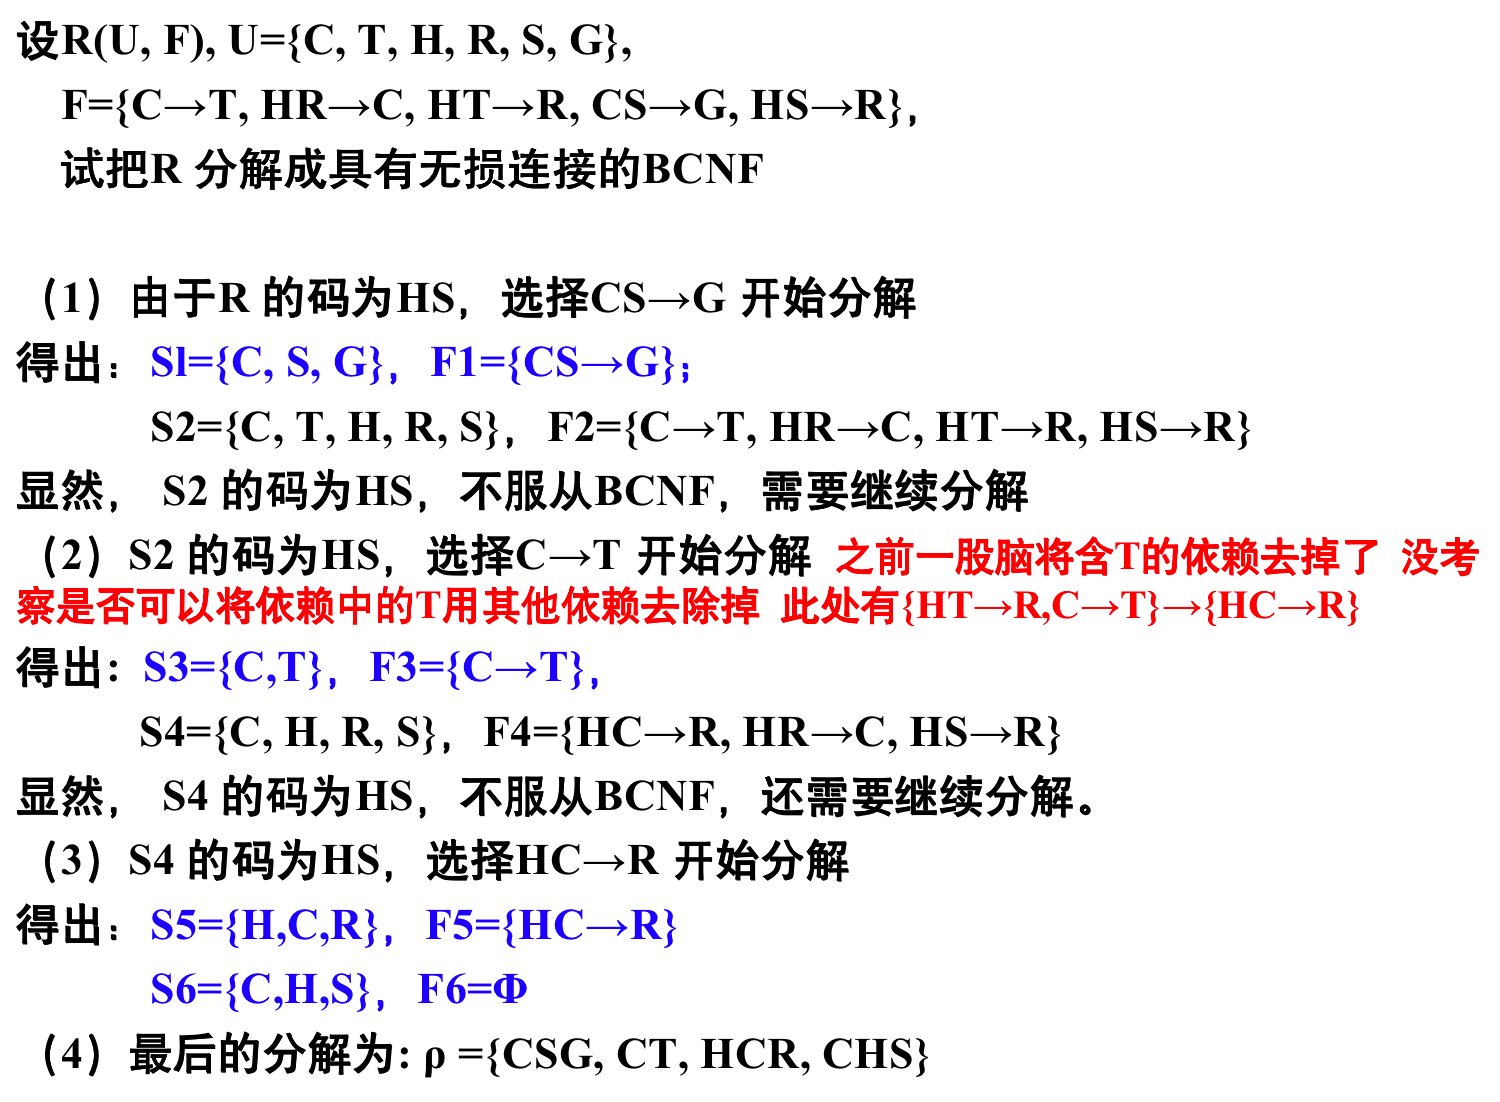 设R(U, F), U={C, T, H, R, S, G},
F={C→T, HR→C, HT→R, CS→G, HS→R},
试把R 分解成具有无损连接的BCNF
（1）由于R 的码为HS，选择CS→G 开始分解
得出：Sl={C, S, G}，F1={CS→G}；
S2={C, T, H, R, S}，F2={C→T, HR→C, HT→R, HS→R}
显然， S2 的码为HS，不服从BCNF，需要继续分解
（2）S2 的码为HS，选择C→T 开始分解 之前一股脑将含T的依赖去掉了 没考
察是否可以将依赖中的T用其他依赖去除掉 此处有{HT→R,C→T}→{HC→R}
得出: S3={C,T}，F3={C→T}，
S4={C, H, R, S}，F4={HC→R, HR→C, HS→R}
显然， S4 的码为HS，不服从BCNF，还需要继续分解。
（3）S4 的码为HS，选择HC→R 开始分解
得出：S5={H,C,R}，F5={HC→R}
S6={C,H,S}，F6=Φ
（4）最后的分解为: ρ ={CSG, CT, HCR, CHS}